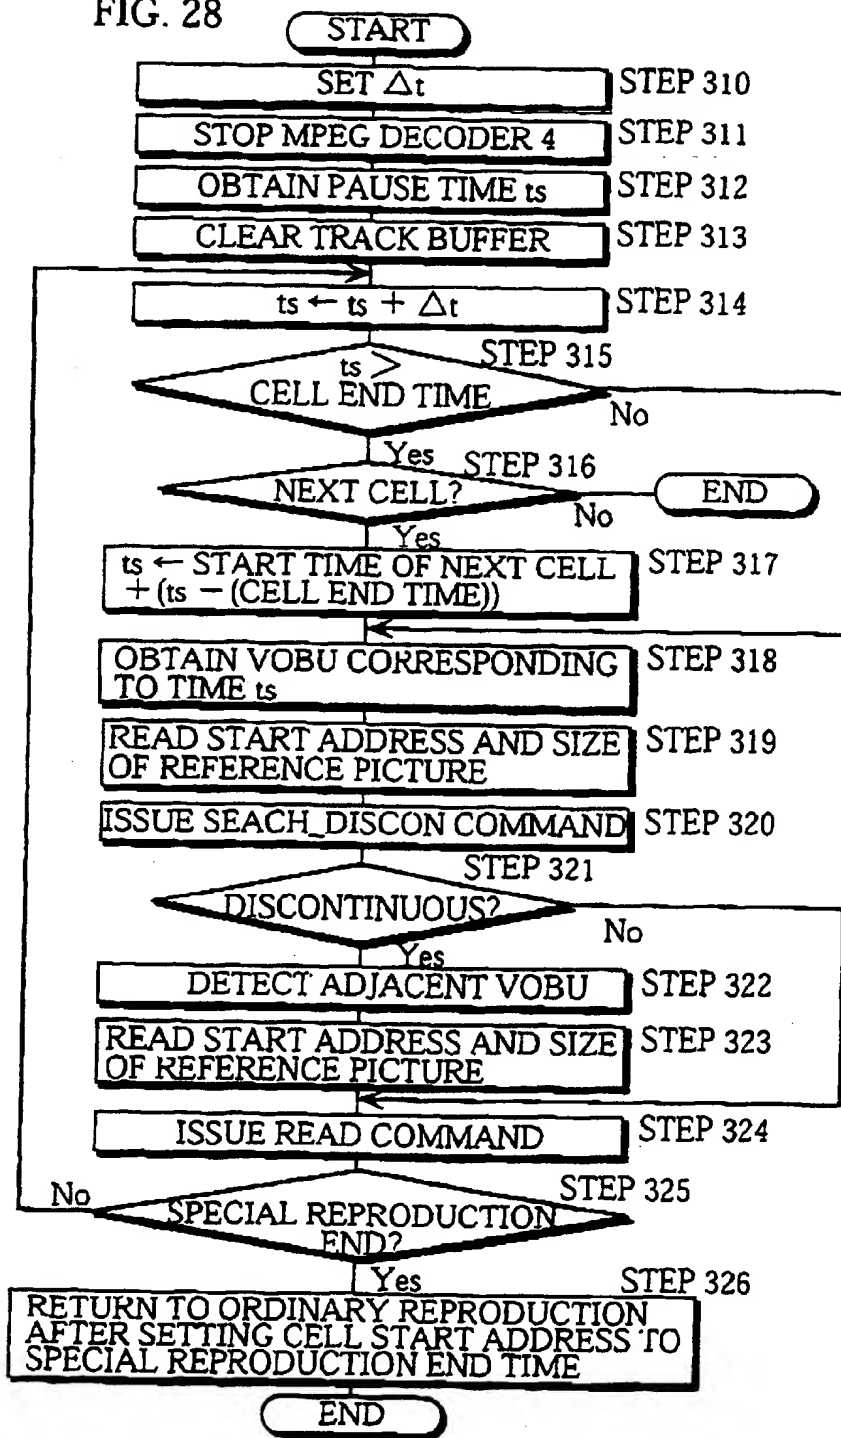 FIG. 28
START
SET △t STEP 310
STOP MPEG DECODER 4 STEP 311
OBTAIN PAUSE TIME ts STEP 312
CLEAR TRACK BUFFER STEP 313
ts ← ts + △t STEP 314
STEP 315
ts >
CELL END TIME
No
Yes
STEP 316
NEXT CELL?
END
No
Yes
ts ← START TIME OF NEXT CELL STEP 317
+ (ts − (CELL END TIME))
OBTAIN VOBU CORRESPONDING STEP 318
TO TIME ts
READ START ADDRESS AND SIZE STEP 319
OF REFERENCE PICTURE
ISSUE SEACH_DISCON COMMAND STEP 320
STEP 321
DISCONTINUOUS?
No
Yes
DETECT ADJACENT VOBU STEP 322
READ START ADDRESS AND SIZE STEP 323
OF REFERENCE PICTURE
ISSUE READ COMMAND STEP 324
No
STEP 325
SPECIAL REPRODUCTION
END?
Yes
STEP 326
RETURN TO ORDINARY REPRODUCTION
AFTER SETTING CELL START ADDRESS TO
SPECIAL REPRODUCTION END TIME
END